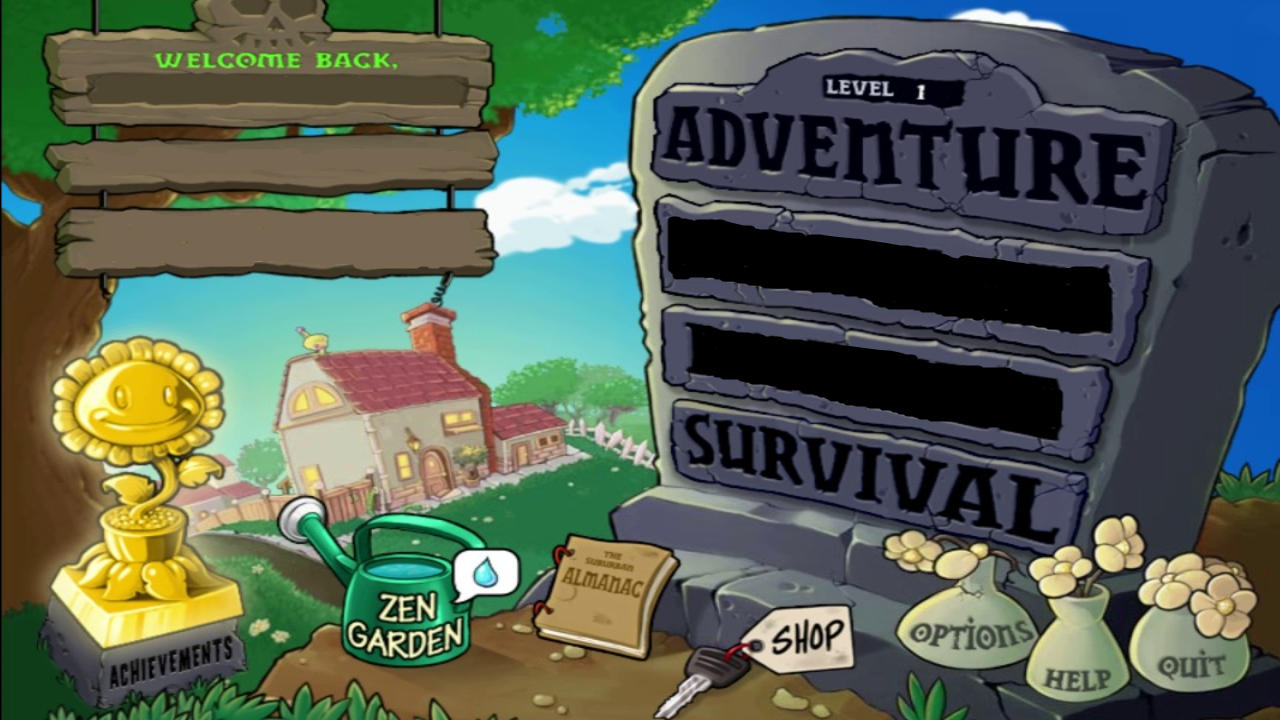 WELCOME BACK,
LEVEL 1
ADVENTURE
SURVIVAL
ZEN
GARDEN
THE
SUBURBAN
ALMANAC
SHOP
OPTIONS
HELP
QUIT
ACHIEVEMENTS